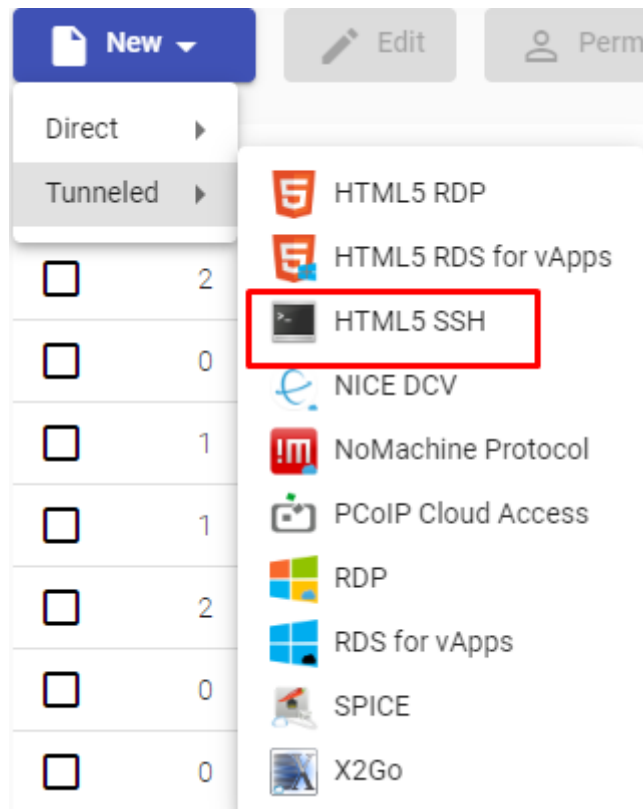 New
Edit
Perm
Direct
Tunneled
HTML5 RDP
HTML5 RDS for vApps
2
HTML5 SSH
0
NICE DCV
1
NoMachine Protocol
1
PCoIP Cloud Access
RDP
2
RDS for vApps
0
SPICE
0
X2Go